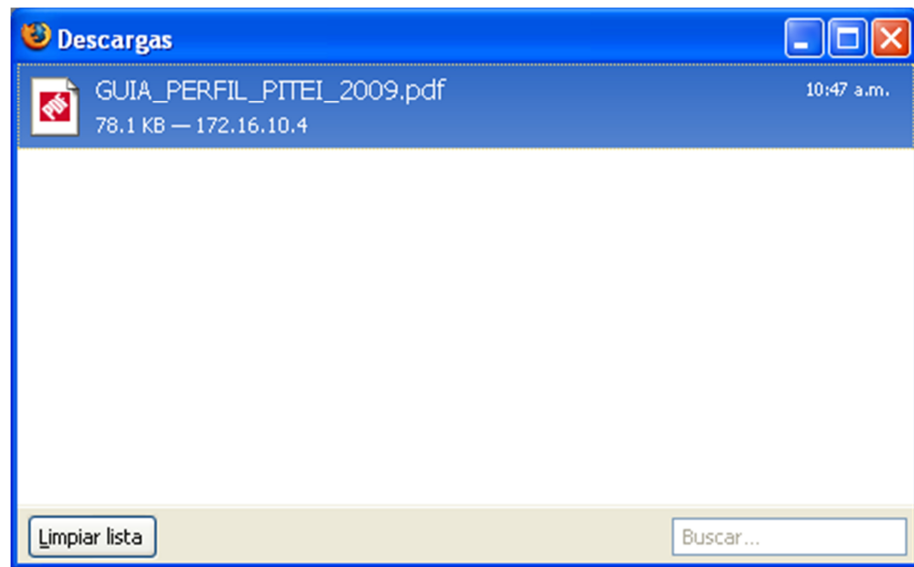 Descargas
GUIA_PERFIL_PITEI_2009.pdf
10:47 a.m.
78.1 KB — 172.16.10.4
Limpiar lista
Buscar...